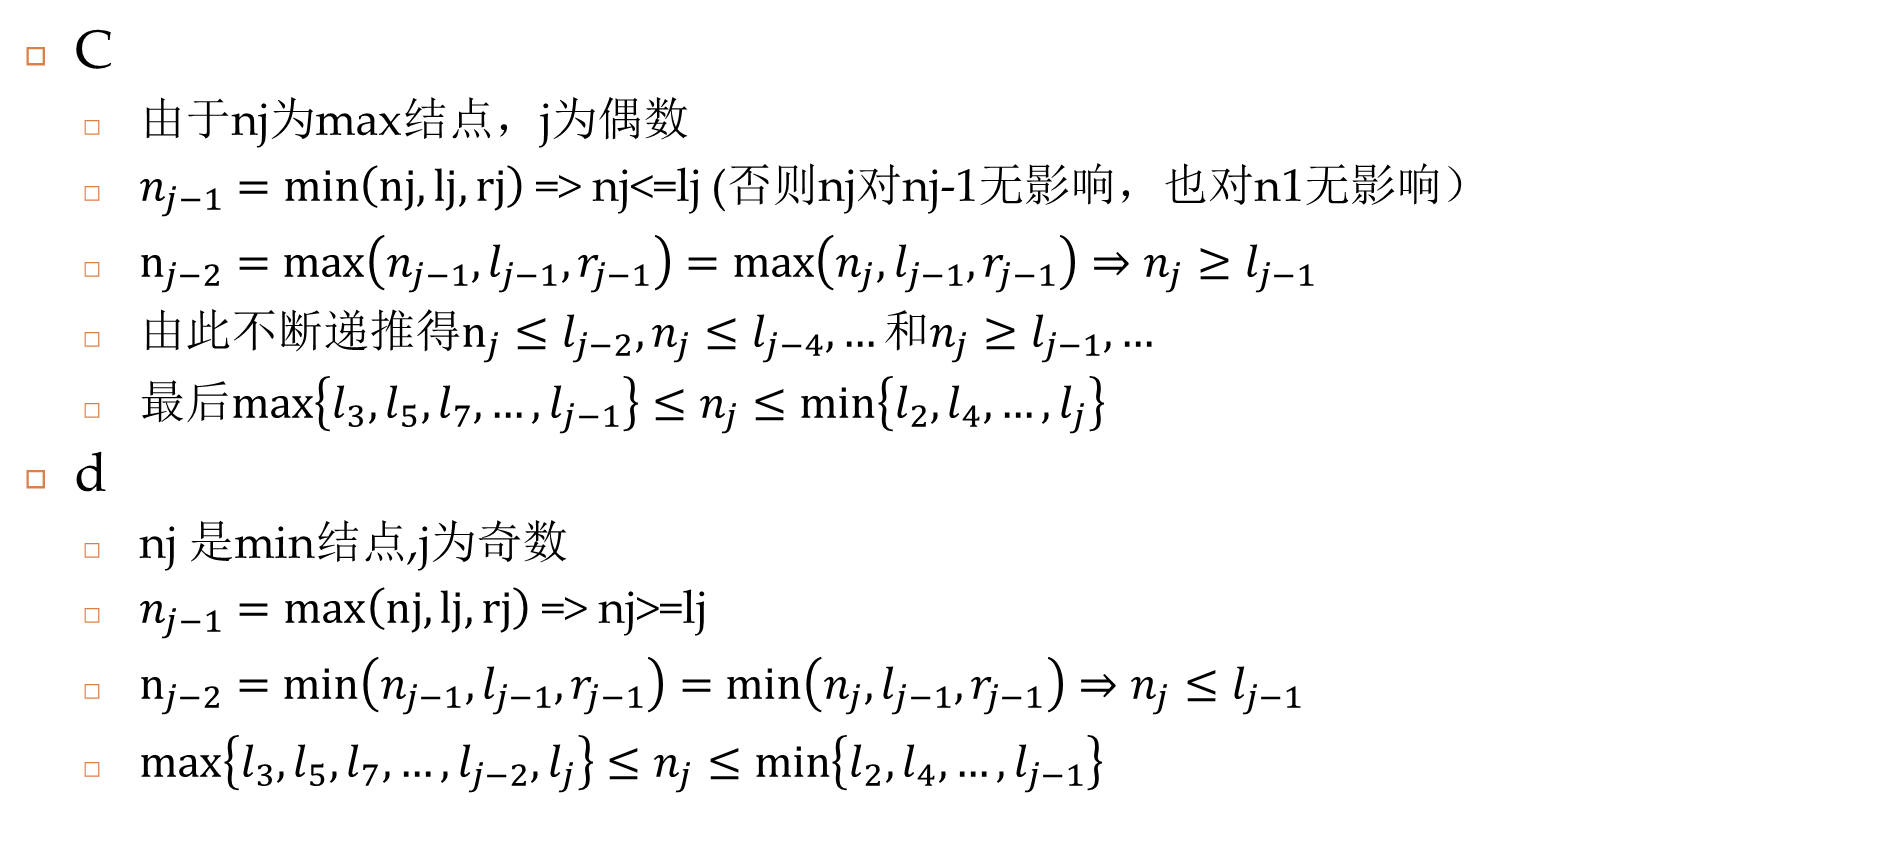 C
由于nj为max结点，j为偶数
n_{j−1} = min(nj, lj, rj) => nj<=lj (否则nj对nj-1无影响，也对n1无影响）
n_{j−2} = max(n_{j−1}, l_{j−1}, r_{j−1}) = max(n_j, l_{j−1}, r_{j−1}) ⇒ n_j ≥ l_{j−1}
由此不断递推得n_j ≤ l_{j−2}, n_j ≤ l_{j−4}, … 和n_j ≥ l_{j−1}, …
最后max{l_3, l_5, l_7, … , l_{j−1}} ≤ n_j ≤ min{l_2, l_4, … , l_j}
d
nj 是min结点,j为奇数
n_{j−1} = max(nj, lj, rj) => nj>=lj
n_{j−2} = min(n_{j−1}, l_{j−1}, r_{j−1}) = min(n_j, l_{j−1}, r_{j−1}) ⇒ n_j ≤ l_{j−1}
max{l_3, l_5, l_7, … , l_{j−2}, l_j} ≤ n_j ≤ min{l_2, l_4, … , l_{j−1}}